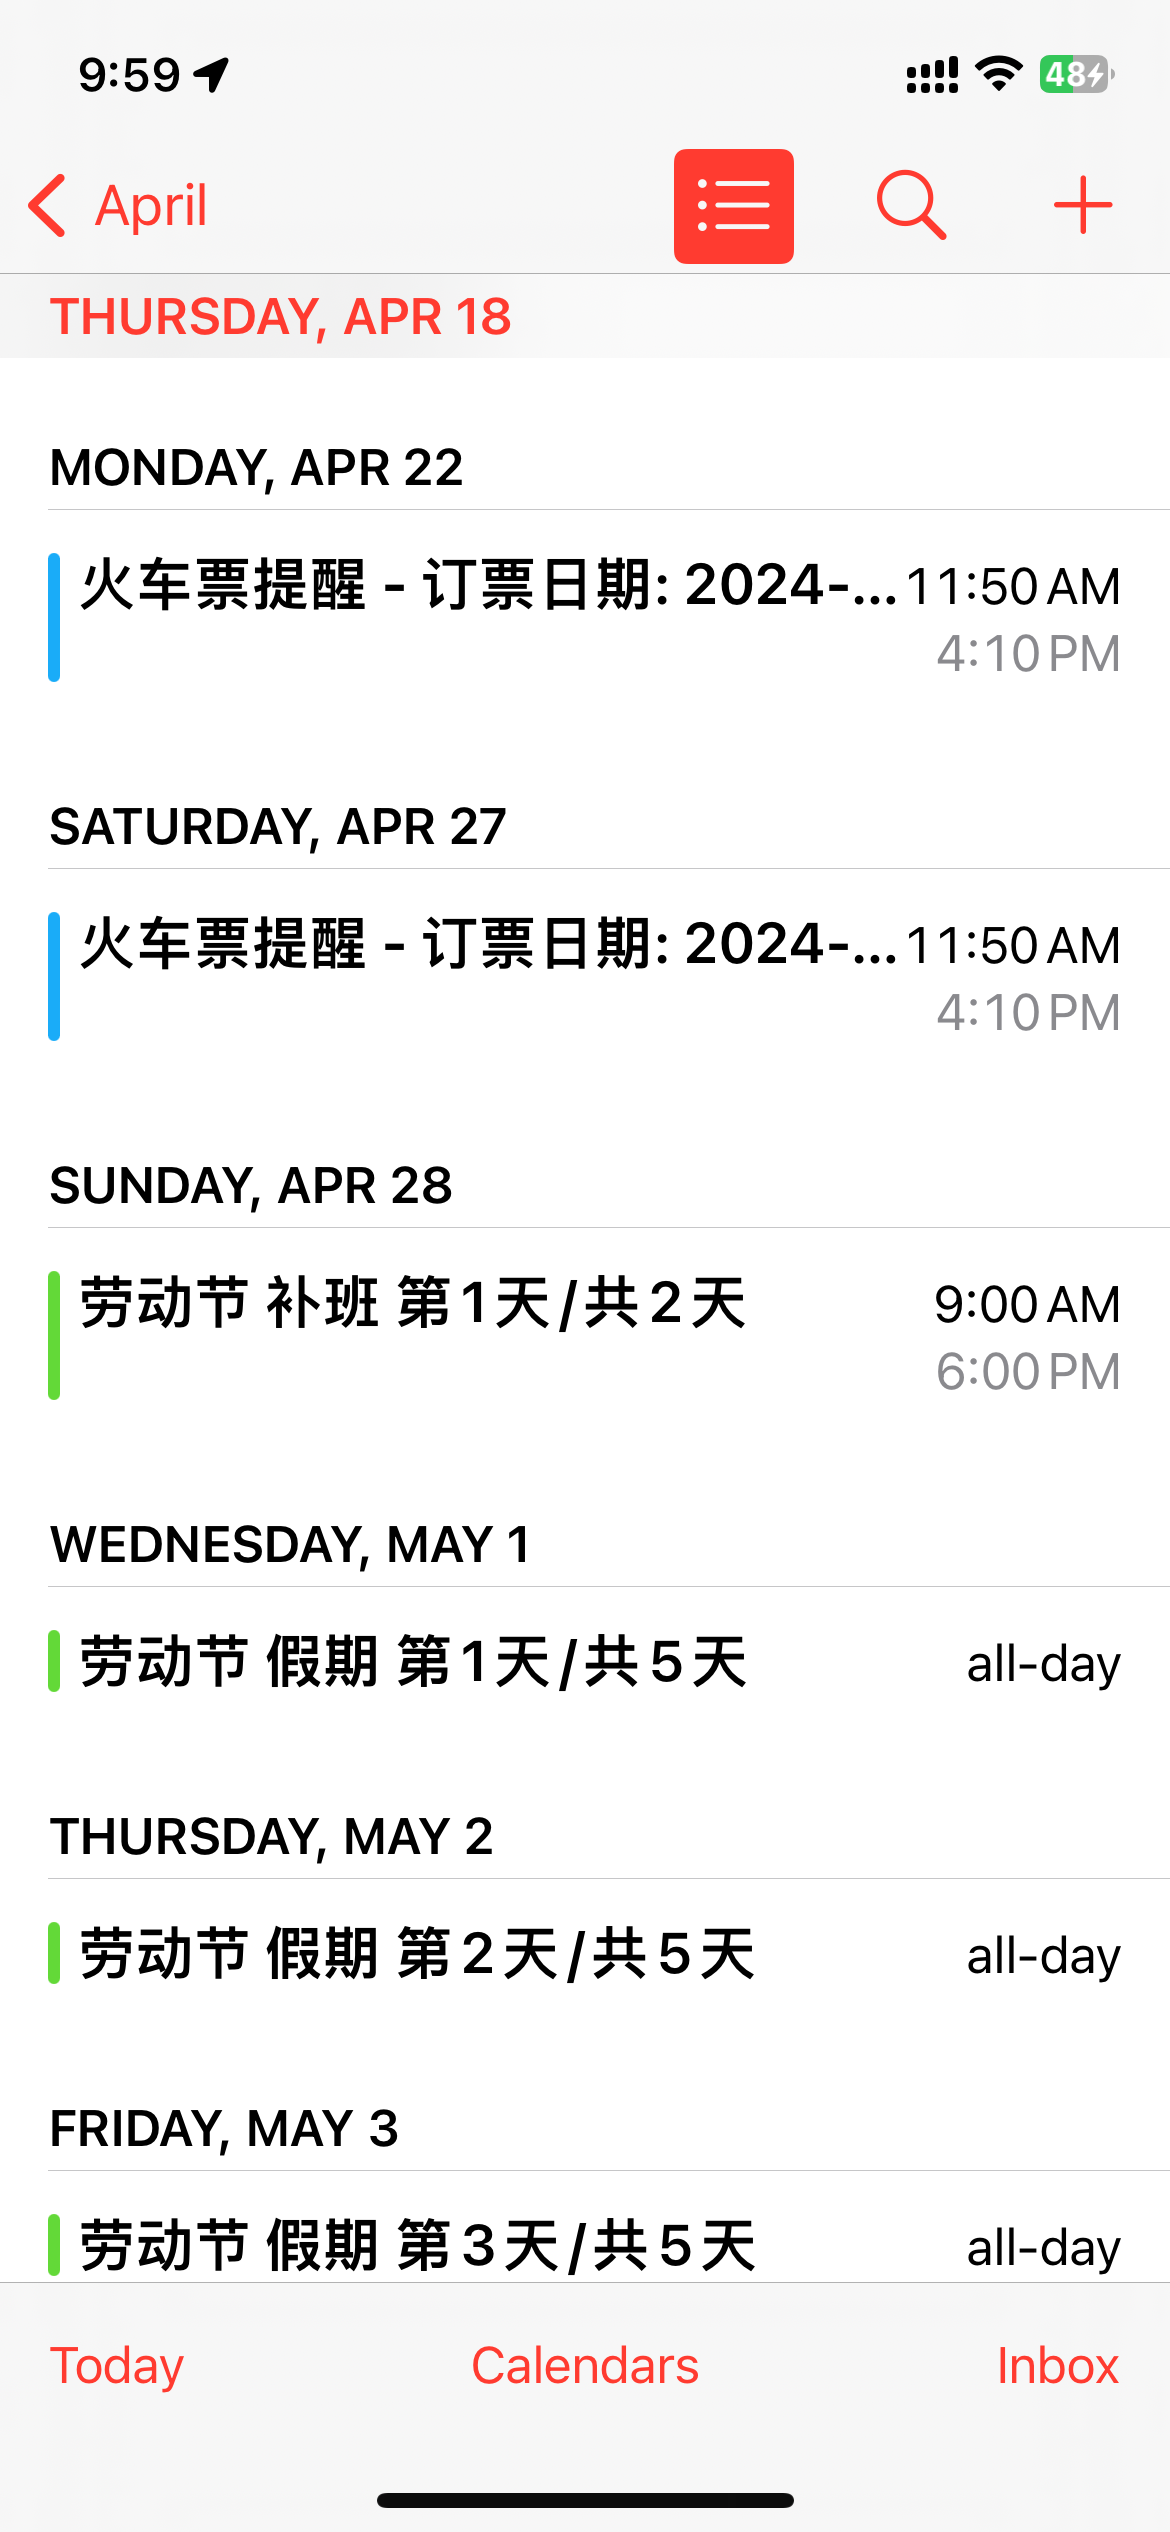 9:59
48
April
THURSDAY, APR 18
MONDAY, APR 22
火车票提醒 - 订票日期: 2024-... 11:50 AM
4:10 PM
SATURDAY, APR 27
火车票提醒 - 订票日期: 2024-... 11:50 AM
4:10 PM
SUNDAY, APR 28
劳动节 补班 第1天/共2天 9:00 AM
6:00 PM
WEDNESDAY, MAY 1
劳动节 假期 第1天/共5天 all-day
THURSDAY, MAY 2
劳动节 假期 第2天/共5天 all-day
FRIDAY, MAY 3
劳动节 假期 第3天/共5天 all-day
Today Calendars Inbox